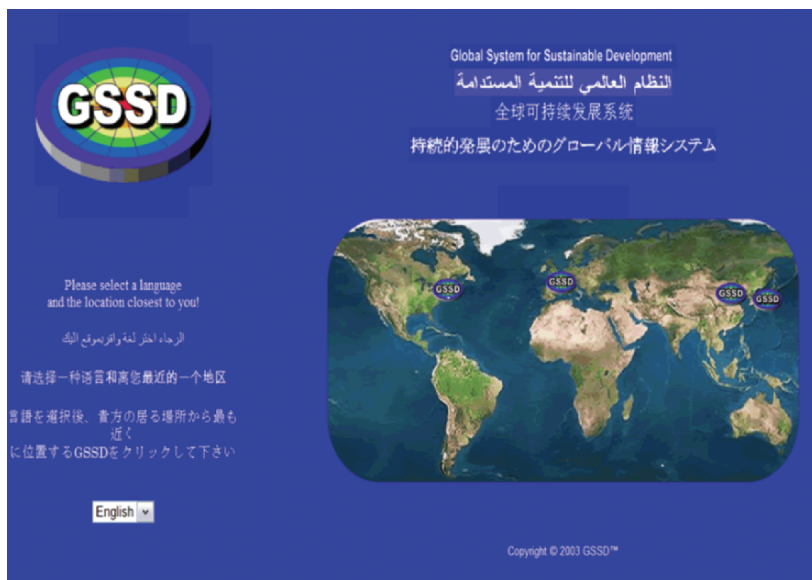 GSSD
Global System for Sustainable Development
النظام العالمي للتنمية المستدامة
全球可持续发展系统
持続的発展のためのグローバル情報システム
Please select a language
and the location closest to you!
الرجاء اختر لغة واقربموقع اليك
请选择一种语言和离您最近的一个地区
言語を選択後、貴方の居る場所から最も
近く
に位置するGSSDをクリックして下さい
English
GSSD
GSSD
GSSD
GSSD
Copyright © 2003 GSSD™